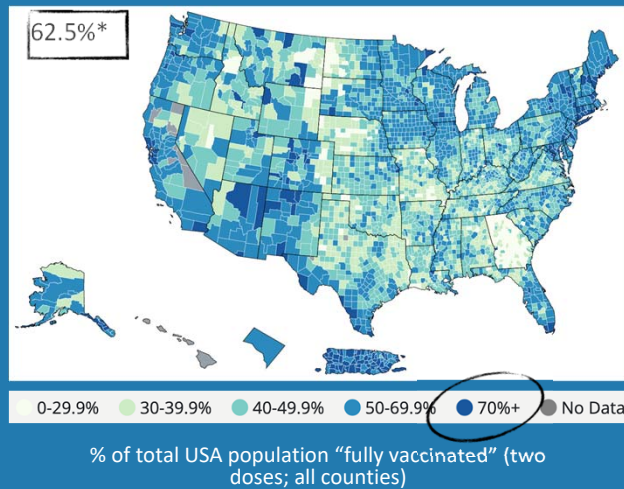 62.5%*
0-29.9% 30-39.9% 40-49.9% 50-69.9% 70%+ No Data
% of total USA population “fully vaccinated” (two
doses; all counties)